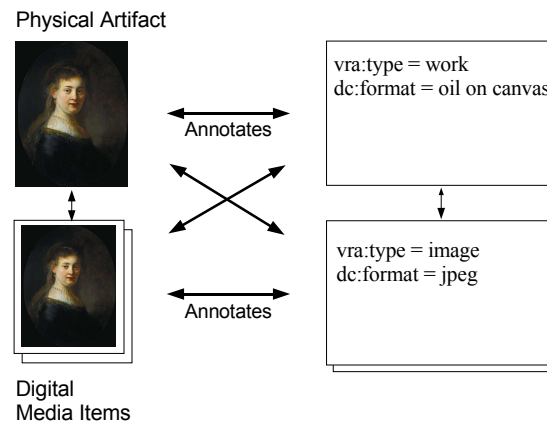 Physical Artifact
vra:type = work
dc:format = oil on canvas
Annotates
vra:type = image
dc:format = jpeg
Annotates
Digital
Media Items